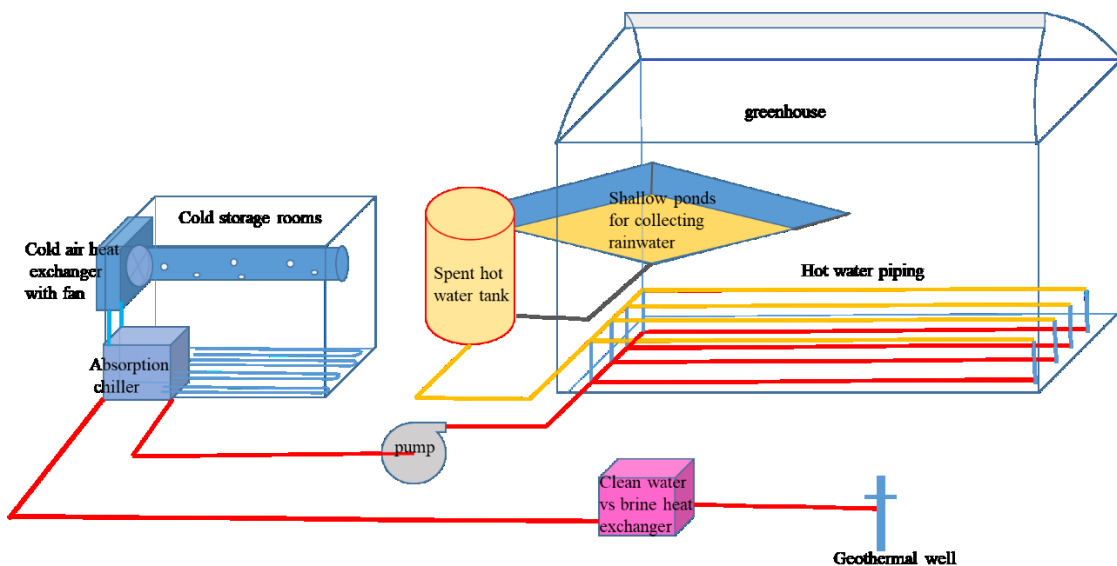 greenhouse
Shallow ponds
for collecting
rainwater
Cold storage rooms
Cold air heat
exchanger
with fan
Spent hot
water tank
Hot water piping
Absorption
chiller
pump
Clean water
vs brine heat
exchanger
Geothermal well